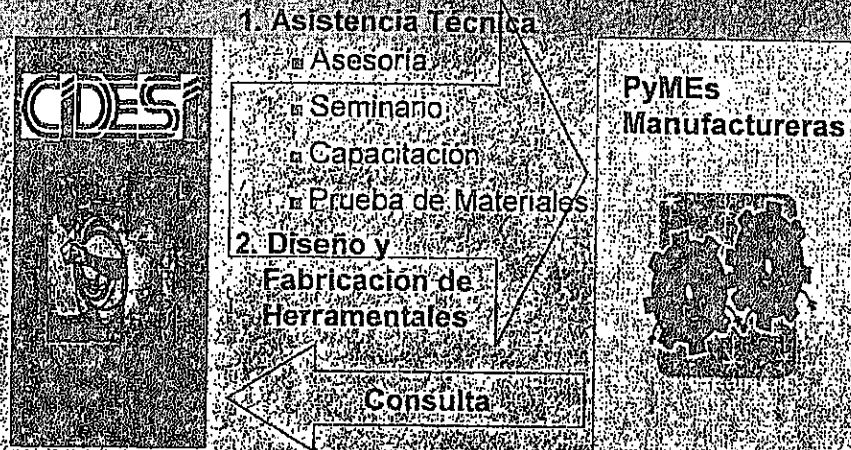 1. Asistencia Técnica
Asesoría
Seminario
Capacitación
Prueba de Materiales
2. Diseño y
Fabricación de
Herramentales
Consulta
CIDESI
PyMEs
Manufactureras